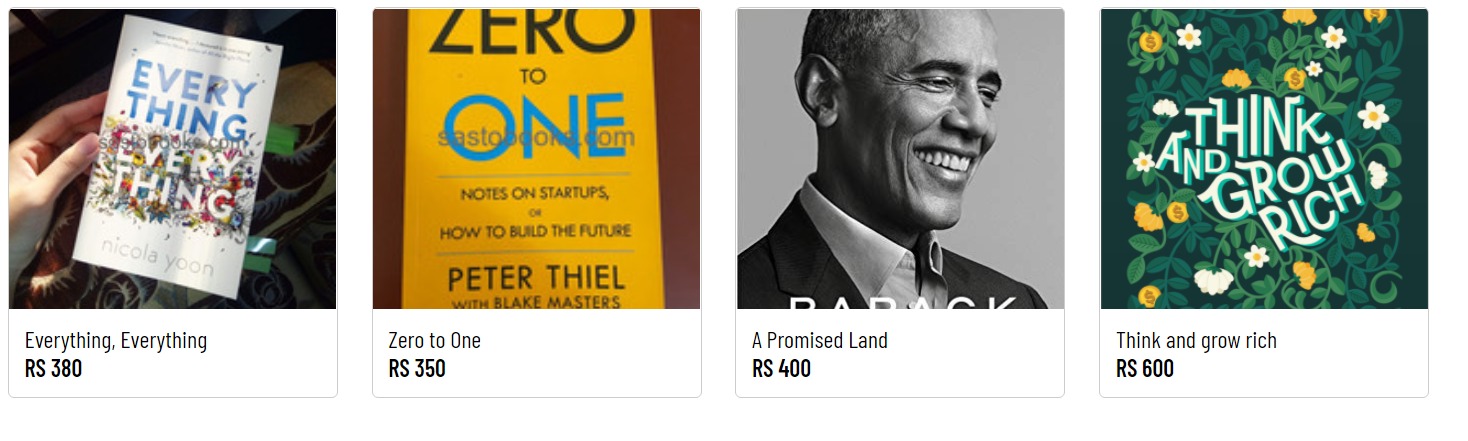 EVERY
THING,
sastobooks.com
EVERY
THING
nicola yoon
Everything, Everything
RS 380
ZERO
TO
ONE
sastobooks.com
NOTES ON STARTUPS,
OR
HOW TO BUILD THE FUTURE
PETER THIEL
WITH BLAKE MASTERS
Zero to One
RS 350
BARACK
A Promised Land
RS 400
THINK
AND
GROW
RICH
Think and grow rich
RS 600